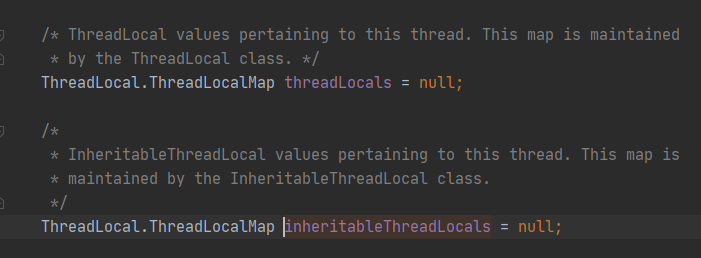 /* ThreadLocal values pertaining to this thread. This map is maintained
* by the ThreadLocal class. */
ThreadLocal.ThreadLocalMap threadLocals = null;
/*
* InheritableThreadLocal values pertaining to this thread. This map is
* maintained by the InheritableThreadLocal class.
*/
ThreadLocal.ThreadLocalMap inheritableThreadLocals = null;